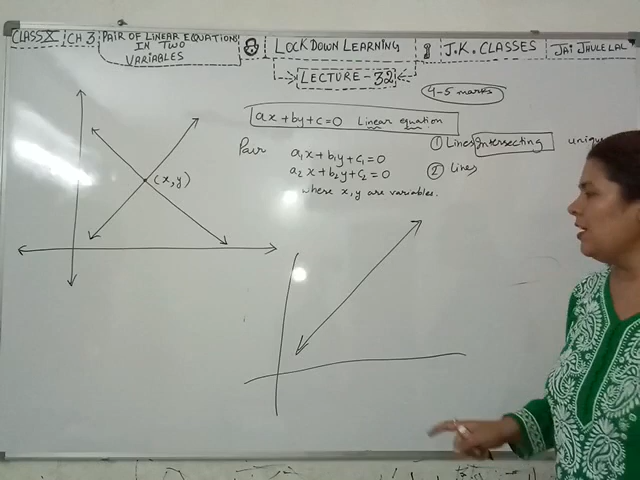 CLASS X CH 3 PAIR OF LINEAR EQUATIONS IN TWO VARIABLES LOCKDOWN LEARNING J.K. CLASSES JAI JHULELAL
LECTURE - 32
4-5 marks
ax + by + c = 0 Linear equation
Pair a₁x + b₁y + c₁ = 0
a₂x + b₂y + c₂ = 0
where x, y are variables.
① Lines Intersecting
② Lines
(x, y)